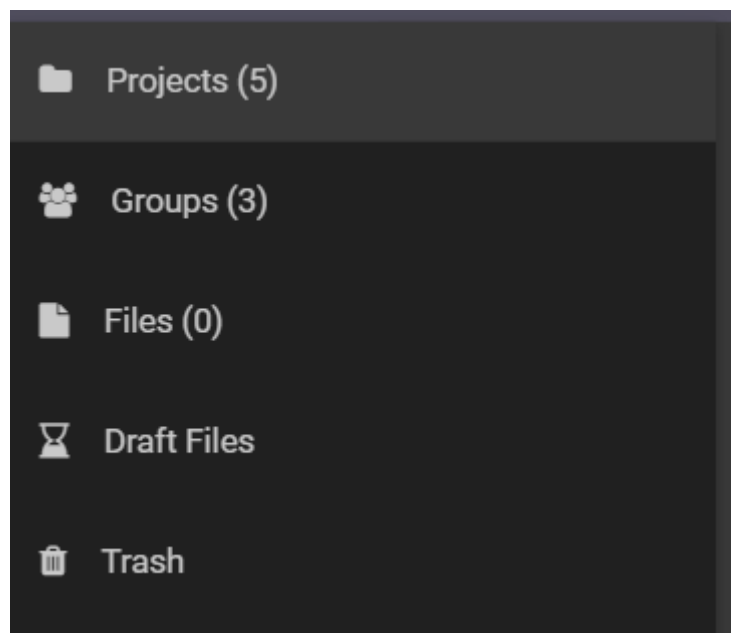 Projects (5)
Groups (3)
Files (0)
Draft Files
Trash